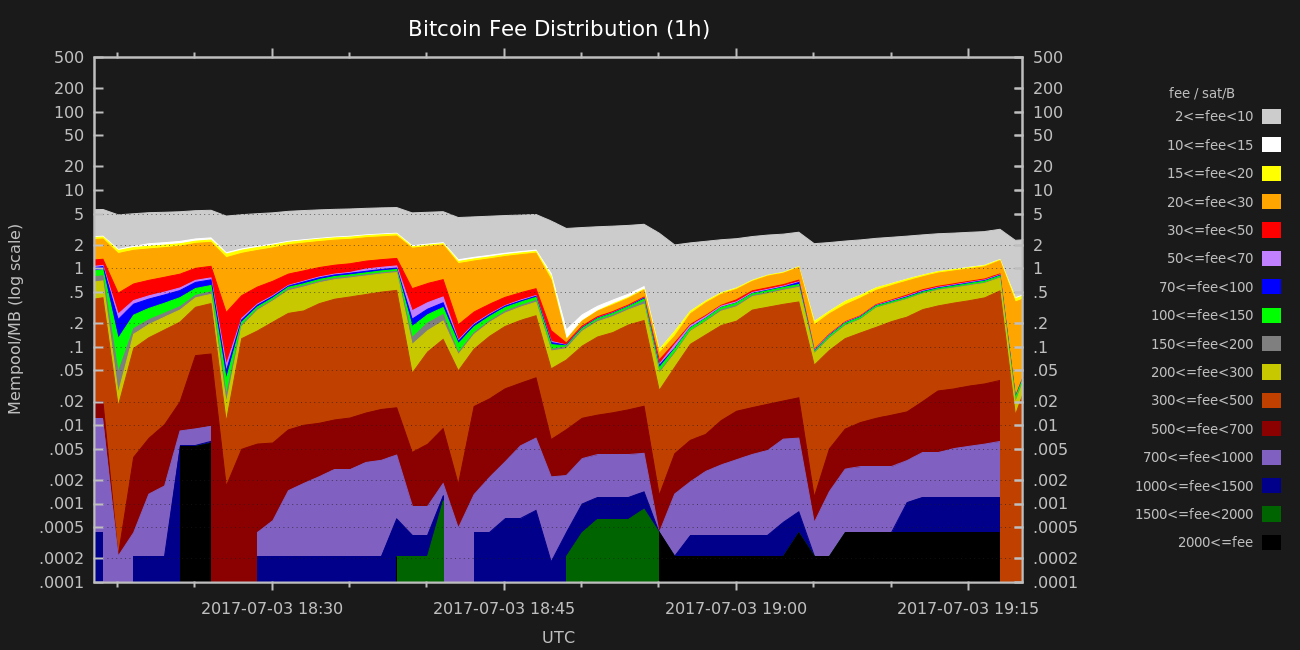 Bitcoin Fee Distribution (1h)
500 500
200 200
100 100
50 50
20 20
10 10
5 5
2 2
1 1
.5 .5
.2 .2
.1 .1
.05 .05
.02 .02
.01 .01
.005 .005
.002 .002
.001 .001
.0005 .0005
.0002 .0002
.0001 .0001
Mempool/MB (log scale)
2017-07-03 18:30 2017-07-03 18:45 2017-07-03 19:00 2017-07-03 19:15
UTC
fee / sat/B
2<=fee<10
10<=fee<15
15<=fee<20
20<=fee<30
30<=fee<50
50<=fee<70
70<=fee<100
100<=fee<150
150<=fee<200
200<=fee<300
300<=fee<500
500<=fee<700
700<=fee<1000
1000<=fee<1500
1500<=fee<2000
2000<=fee